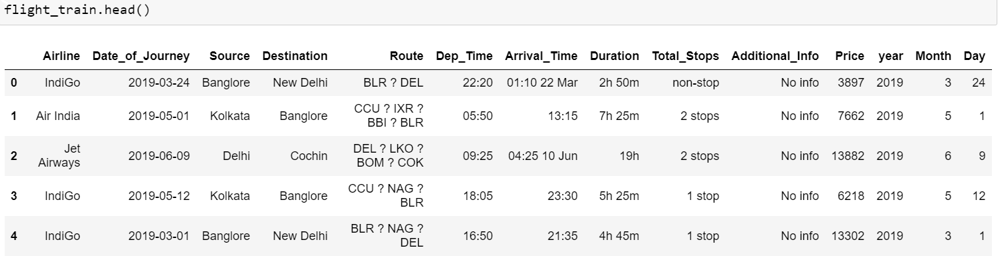 flight_train.head()
Airline Date_of_Journey Source Destination Route Dep_Time Arrival_Time Duration Total_Stops Additional_Info Price year Month Day
0 IndiGo 2019-03-24 Banglore New Delhi BLR ? DEL 22:20 01:10 22 Mar 2h 50m non-stop No info 3897 2019 3 24
1 Air India 2019-05-01 Kolkata Banglore CCU ? IXR ? BBI ? BLR 05:50 13:15 7h 25m 2 stops No info 7662 2019 5 1
2 Jet Airways 2019-06-09 Delhi Cochin DEL ? LKO ? BOM ? COK 09:25 04:25 10 Jun 19h 2 stops No info 13882 2019 6 9
3 IndiGo 2019-05-12 Kolkata Banglore CCU ? NAG ? BLR 18:05 23:30 5h 25m 1 stop No info 6218 2019 5 12
4 IndiGo 2019-03-01 Banglore New Delhi BLR ? NAG ? DEL 16:50 21:35 4h 45m 1 stop No info 13302 2019 3 1